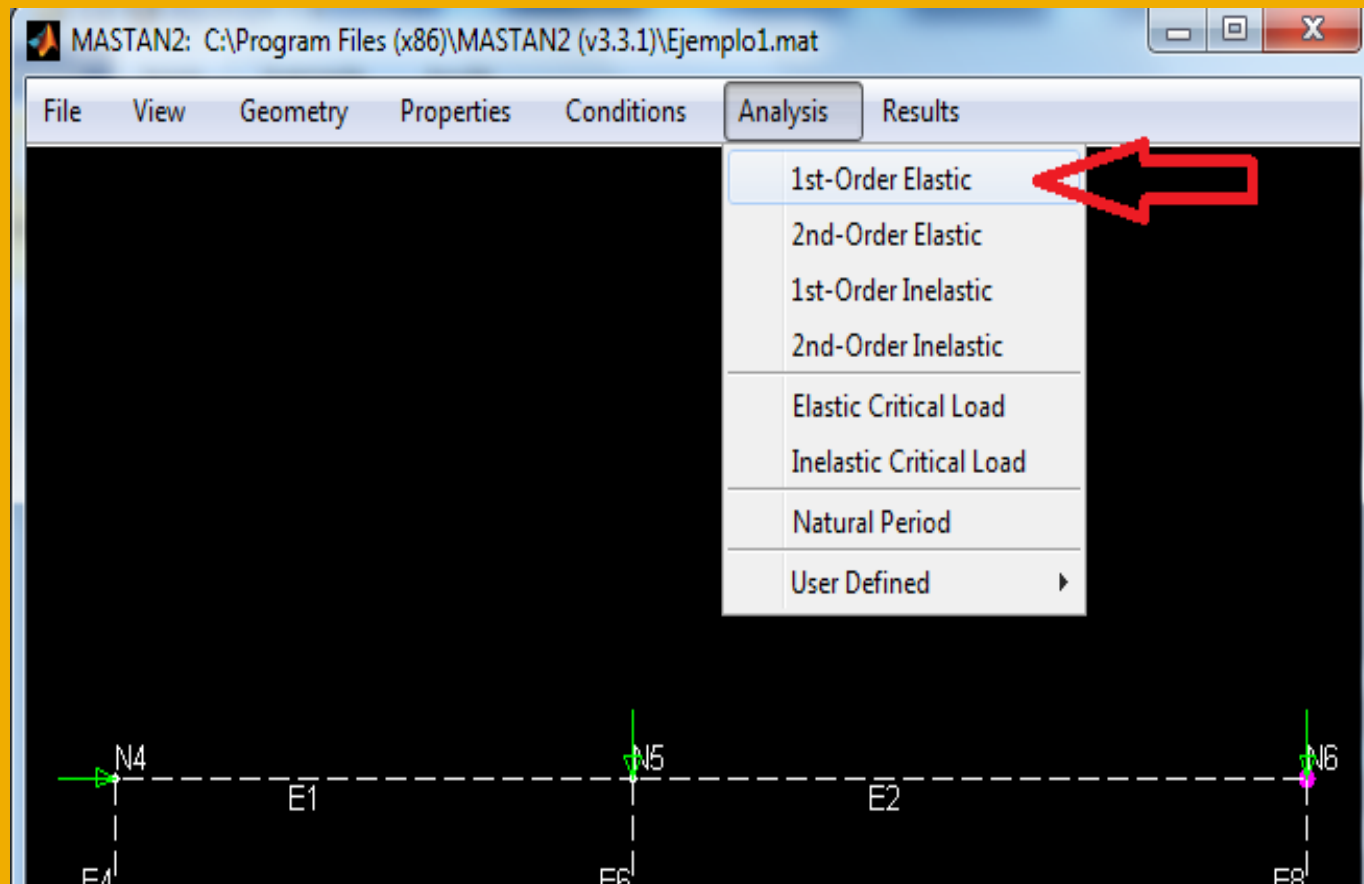 MASTAN2: C:\Program Files (x86)\MASTAN2 (v3.3.1)\Ejemplo1.mat
File View Geometry Properties Conditions Analysis Results
1st-Order Elastic
2nd-Order Elastic
1st-Order Inelastic
2nd-Order Inelastic
Elastic Critical Load
Inelastic Critical Load
Natural Period
User Defined
N4 N5 N6
E1 E2
E4 E6 E8